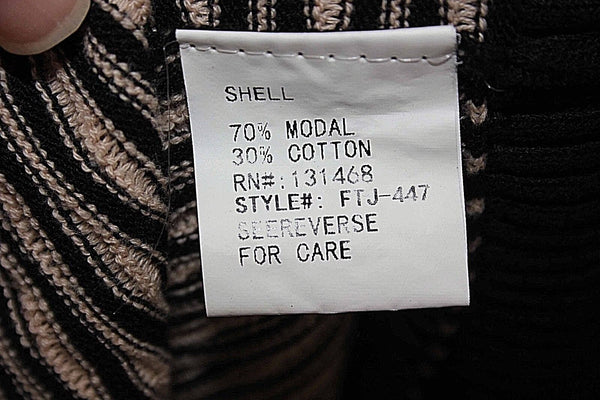 SHELL
70% MODAL
30% COTTON
RN#:131468
STYLE#: FTJ-447
SEEREVERSE
FOR CARE